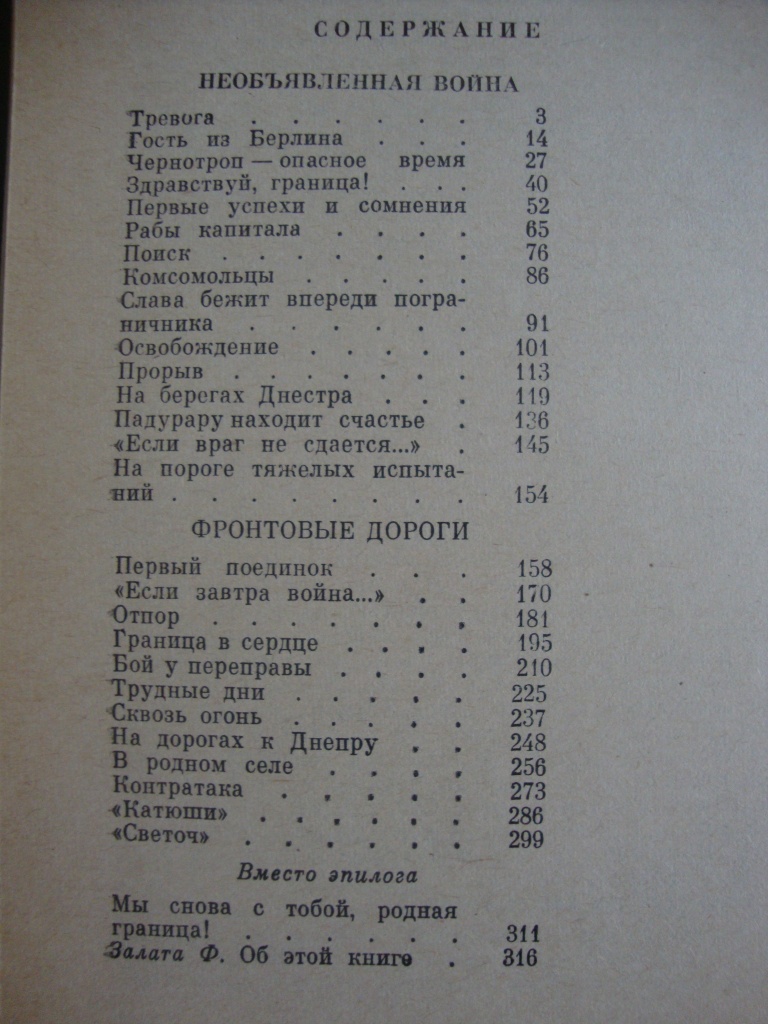 СОДЕРЖАНИЕ
НЕОБЪЯВЛЕННАЯ ВОЙНА
Тревога . . . . . . 3
Гость из Берлина . . . 14
Чернотроп — опасное время 27
Здравствуй, граница! . . . 40
Первые успехи и сомнения 52
Рабы капитала . . . . 65
Поиск . . . . . . . 76
Комсомольцы . . . . . 86
Слава бежит впереди погра-
ничника . . . . . . 91
Освобождение . . . . . 101
Прорыв . . . . . . . 113
На берегах Днестра . . . 119
Падурару находит счастье . 136
«Если враг не сдается...» . 145
На пороге тяжелых испыта-
ний . . . . . . . . 154
ФРОНТОВЫЕ ДОРОГИ
Первый поединок . . . 158
«Если завтра война...» . . 170
Отпор . . . . . . . 181
Граница в сердце . . . . 195
Бой у переправы . . . . 210
Трудные дни . . . . . 225
Сквозь огонь . . . . . 237
На дорогах к Днепру . . 248
В родном селе . . . . 256
Контратака . . . . . 273
«Катюши» . . . . . . 286
«Светоч» . . . . . . 299
Вместо эпилога
Мы снова с тобой, родная
граница! . . . . . . 311
Залата Ф. Об этой книге . 316